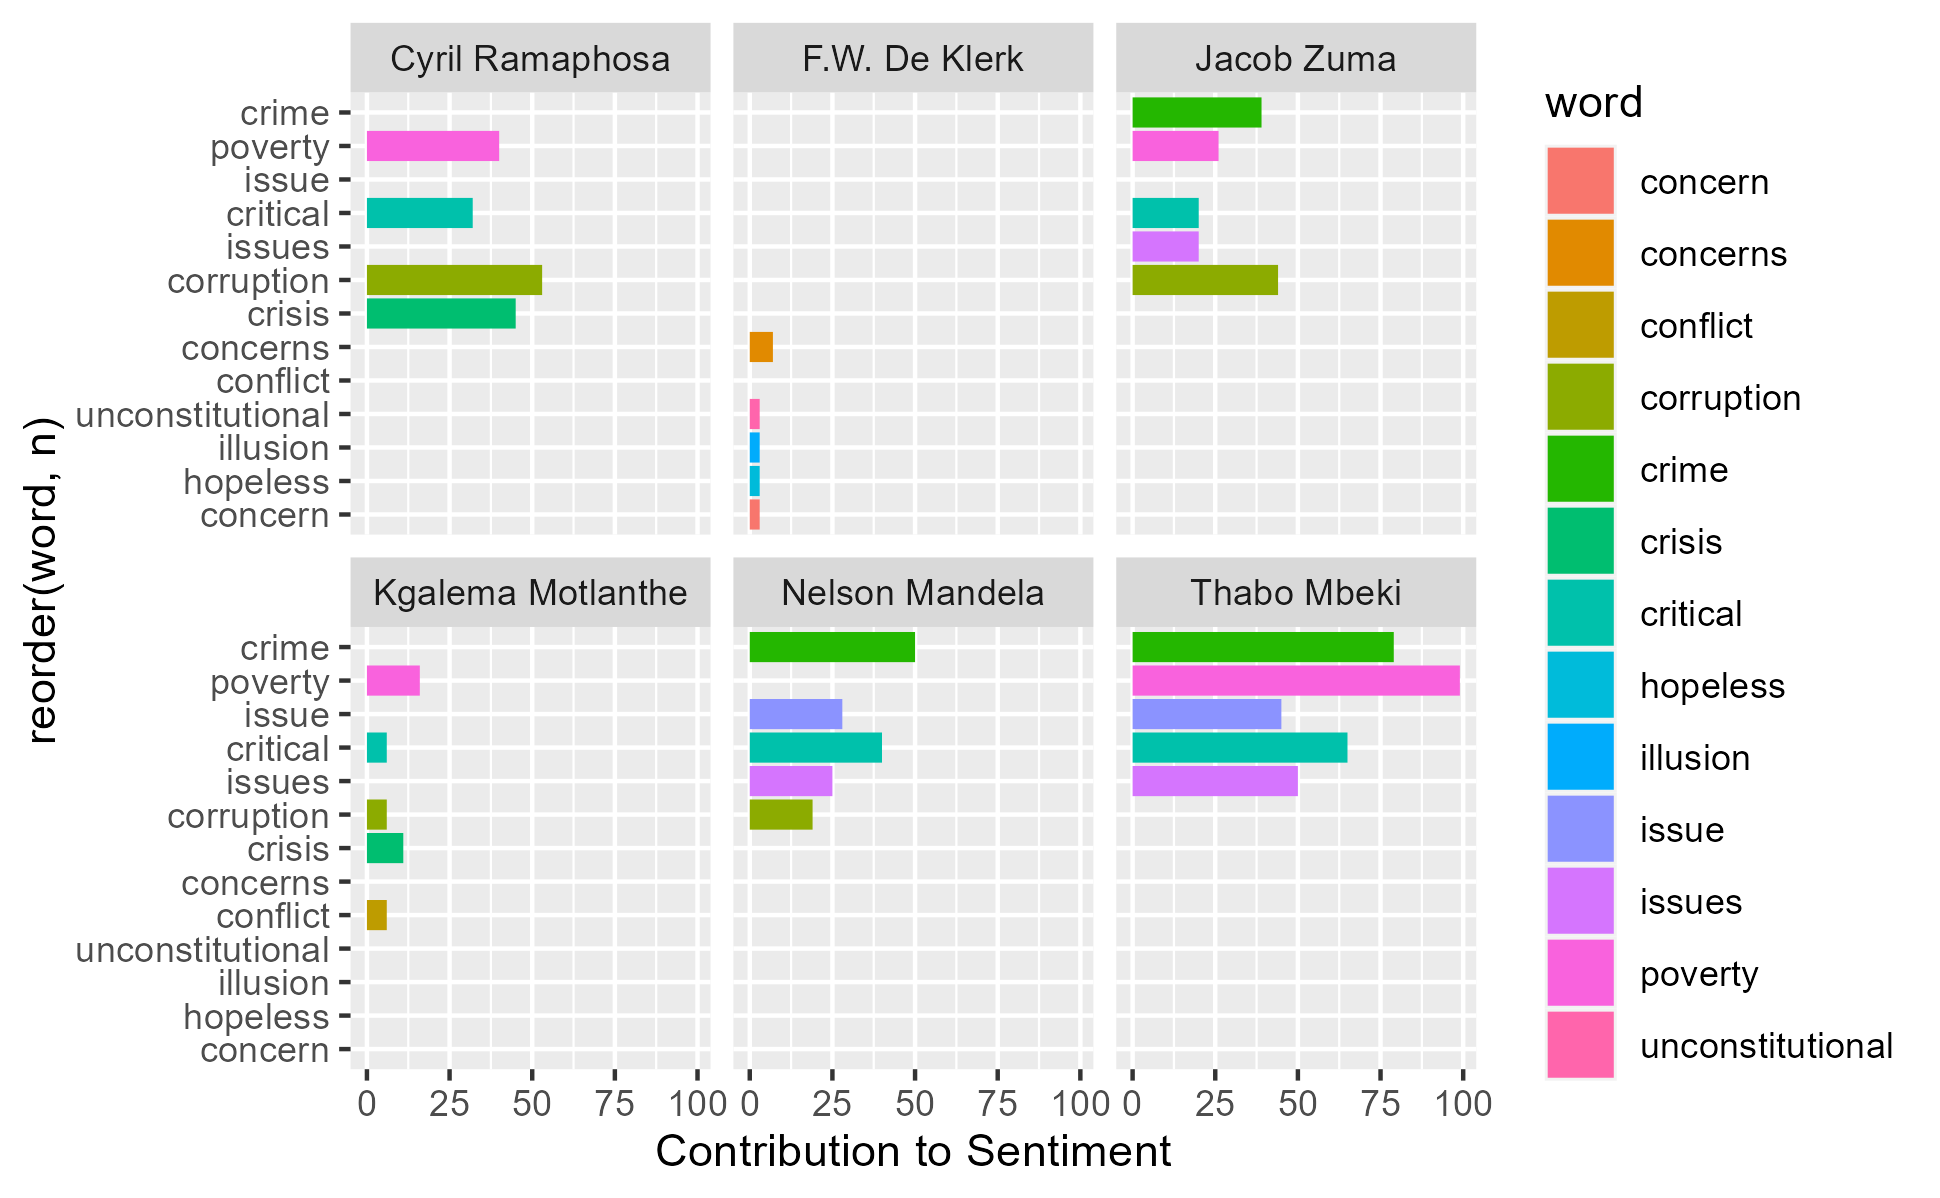 Cyril Ramaphosa
F.W. De Klerk
Jacob Zuma
crime
poverty
issue
critical
issues
corruption
crisis
concerns
conflict
unconstitutional
illusion
hopeless
concern
Kgalema Motlanthe
Nelson Mandela
Thabo Mbeki
crime
poverty
issue
critical
issues
corruption
crisis
concerns
conflict
unconstitutional
illusion
hopeless
concern
0 25 50 75 100
0 25 50 75 100
0 25 50 75 100
Contribution to Sentiment
reorder(word, n)
word
concern
concerns
conflict
corruption
crime
crisis
critical
hopeless
illusion
issue
issues
poverty
unconstitutional